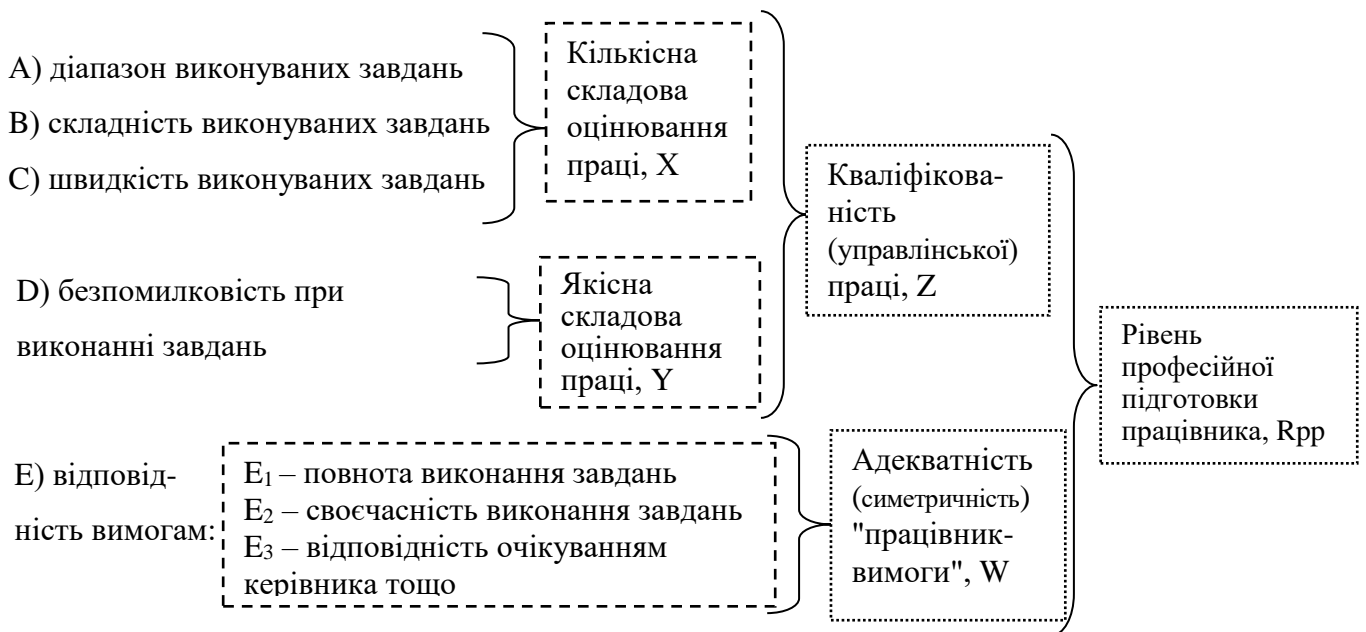 A) діапазон виконуваних завдань
B) складність виконуваних завдань
C) швидкість виконуваних завдань
Кількісна
складова
оцінювання
праці, X
D) безпомилковість при
виконанні завдань
Якісна
складова
оцінювання
праці, Y
Кваліфікова-
ність
(управлінської)
праці, Z
E) відповід-
ність вимогам:
E₁ – повнота виконання завдань
E₂ – своєчасність виконання завдань
E₃ – відповідність очікуванням
керівника тощо
Адекватність
(симетричність)
"працівник-
вимоги", W
Рівень
професійної
підготовки
працівника, Rpp